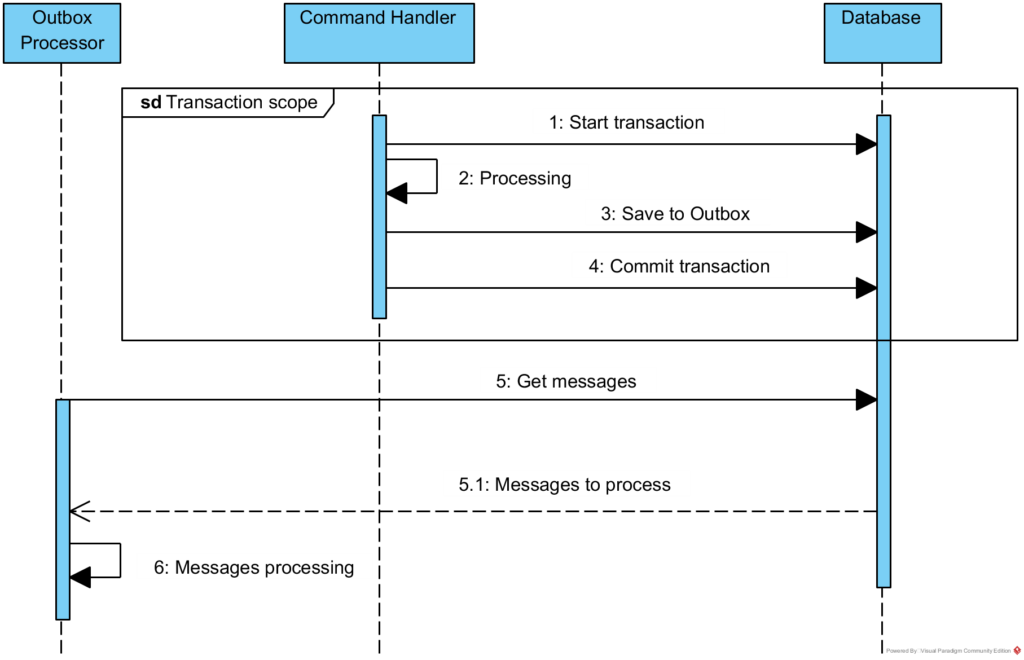 Outbox
Processor
Command Handler
Database
sd Transaction scope
1: Start transaction
2: Processing
3: Save to Outbox
4: Commit transaction
5: Get messages
5.1: Messages to process
6: Messages processing
Powered By: Visual Paradigm Community Edition